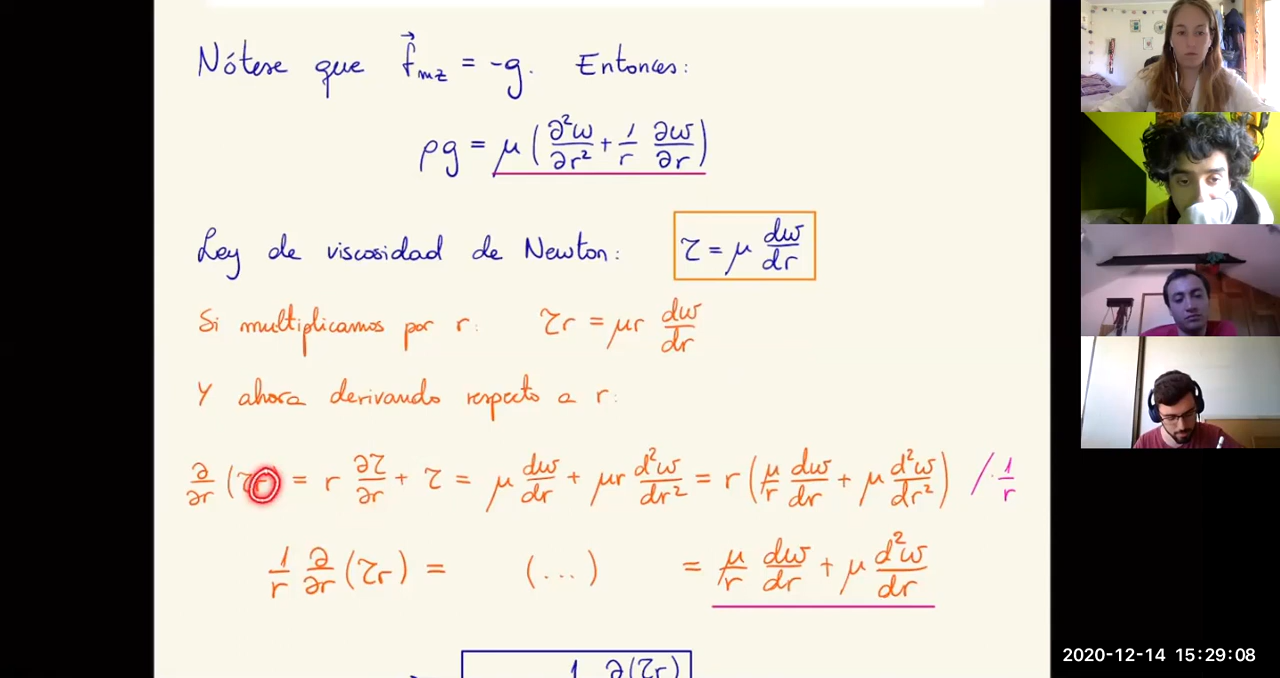 Nótese que f⃗mz = -g. Entonces:
ρg = μ (∂²w/∂r² + 1/r ∂w/∂r)
Ley de viscosidad de Newton: τ = μ dw/dr
Si multiplicamos por r: τr = μr dw/dr
Y ahora derivando respecto a r:
∂/∂r (τr) = r ∂τ/∂r + τ = μ dw/dr + μr d²w/dr² = r (μ/r dw/dr + μ d²w/dr²) /· 1/r
1/r ∂/∂r (τr) = (...) = μ/r dw/dr + μ d²w/dr
1 ∂(τr)
2020-12-14 15:29:08